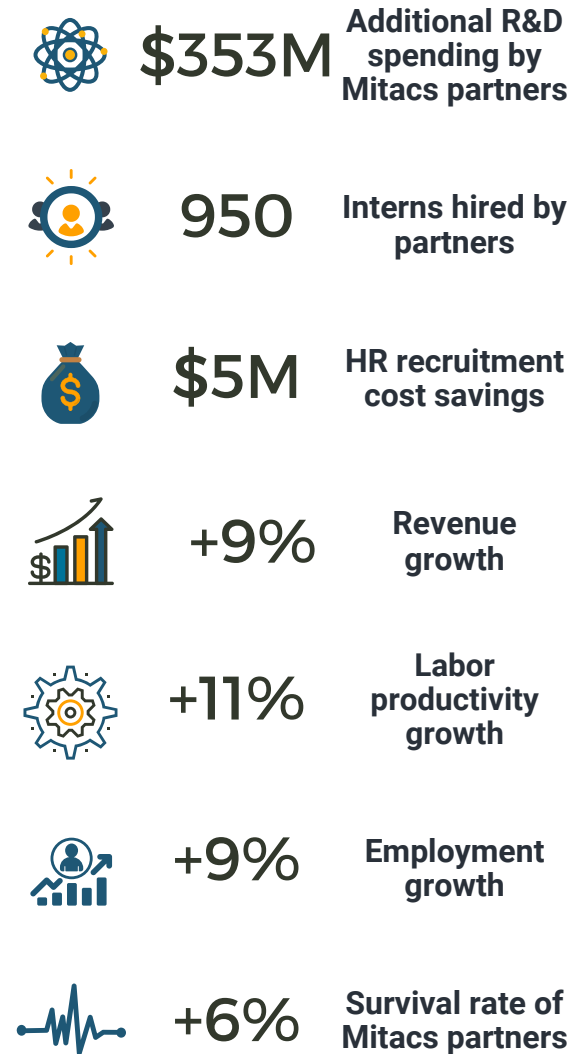 $353M
Additional R&D
spending by
Mitacs partners
950
Interns hired by
partners
$5M
HR recruitment
cost savings
$
+9%
Revenue
growth
+11%
Labor
productivity
growth
+9%
Employment
growth
+6%
Survival rate of
Mitacs partners